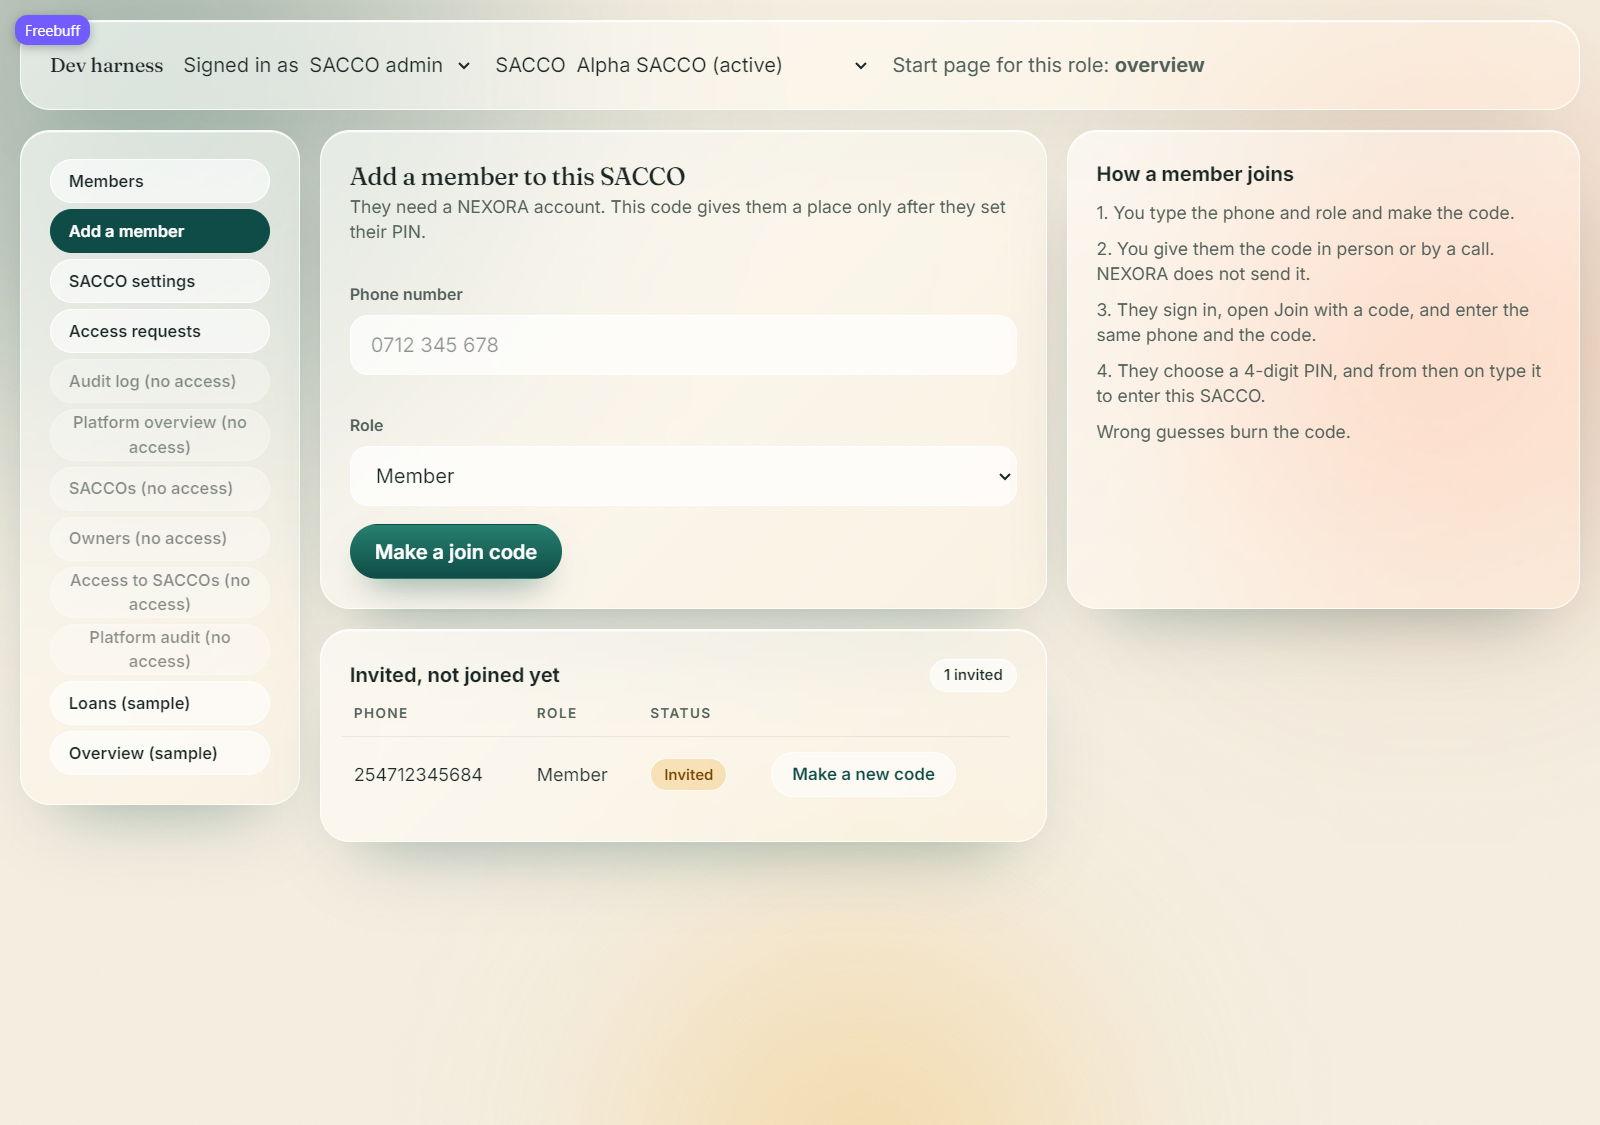 Freebuff
Dev harness Signed in as SACCO admin SACCO Alpha SACCO (active) Start page for this role: overview
Members
Add a member
SACCO settings
Access requests
Audit log (no access)
Platform overview (no
access)
SACCOs (no access)
Owners (no access)
Access to SACCOs (no
access)
Platform audit (no
access)
Loans (sample)
Overview (sample)
Add a member to this SACCO
They need a NEXORA account. This code gives them a place only after they set
their PIN.
Phone number
0712 345 678
Role
Member
Make a join code
How a member joins
1. You type the phone and role and make the code.
2. You give them the code in person or by a call.
NEXORA does not send it.
3. They sign in, open Join with a code, and enter the
same phone and the code.
4. They choose a 4-digit PIN, and from then on type it
to enter this SACCO.
Wrong guesses burn the code.
Invited, not joined yet 1 invited
PHONE ROLE STATUS
254712345684 Member Invited Make a new code